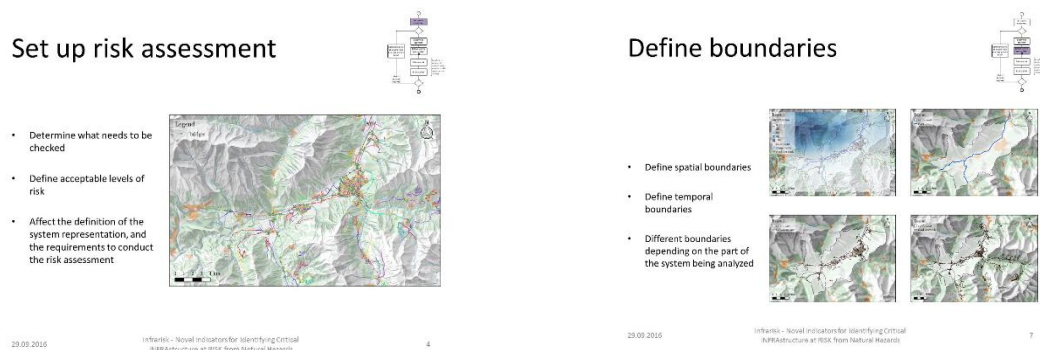 Set up risk assessment
• Determine what needs to be
checked
• Define acceptable levels of
risk
• Affect the definition of the
system representation, and
the requirements to conduct
the risk assessment
Legend
29.09.2016
Infrarisk - Novel Indicators for Identifying Critical
INFRAstructure at RISK from Natural Hazards
4
Define boundaries
• Define spatial boundaries
• Define temporal
boundaries
• Different boundaries
depending on the part of
the system being analyzed
29.09.2016
Infrarisk - Novel Indicators for Identifying Critical
INFRAstructure at RISK from Natural Hazards
7